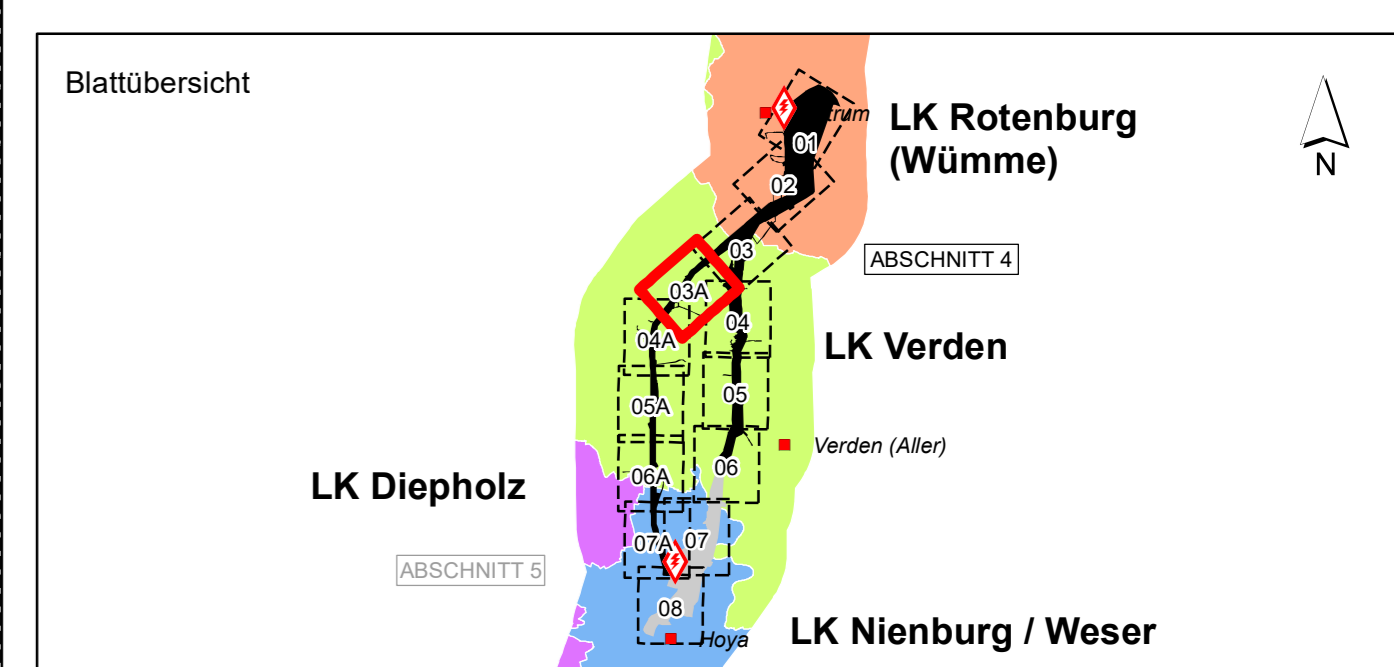 Blattübersicht
LK Rotenburg
(Wümme)
N
01
02
03
ABSCHNITT 4
03A
04
04A
LK Verden
05
05A
Verden (Aller)
06
06A
LK Diepholz
07A
07
ABSCHNITT 5
08
Hoya
LK Nienburg / Weser